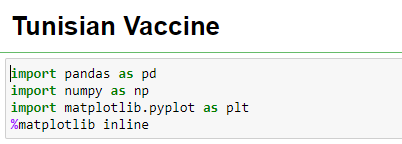 Tunisian Vaccine
import pandas as pd
import numpy as np
import matplotlib.pyplot as plt
%matplotlib inline